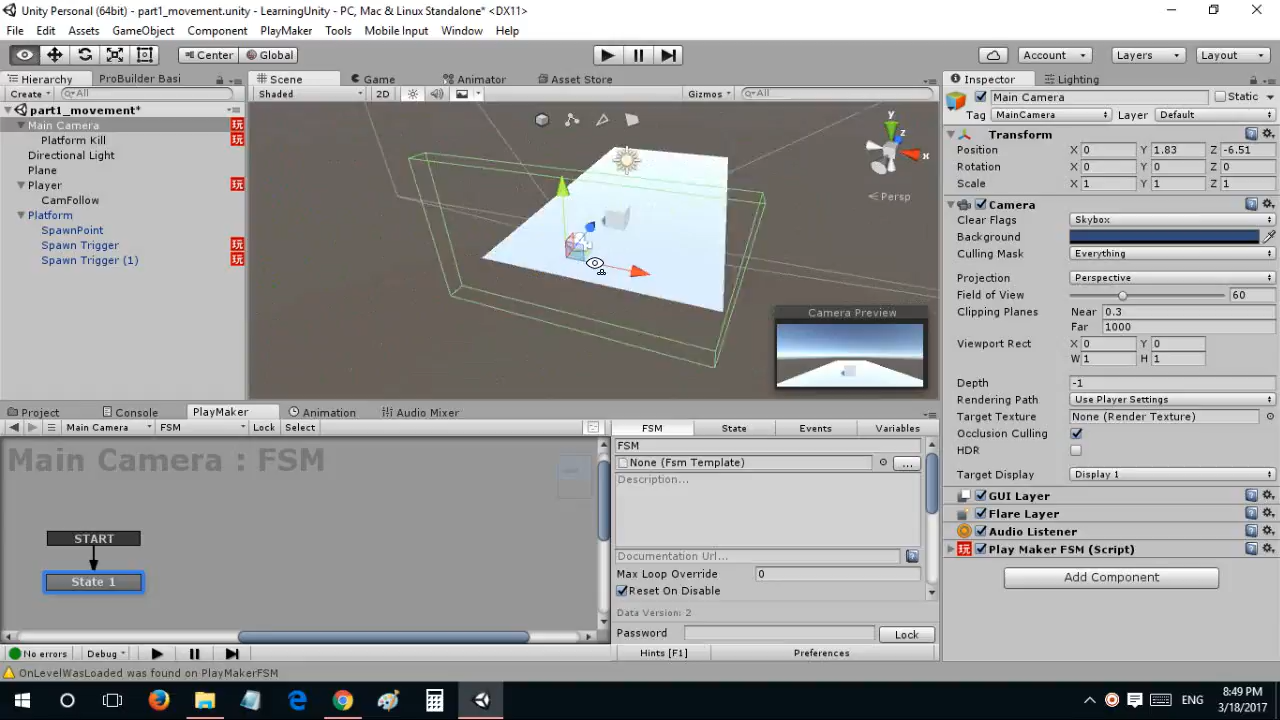 Unity Personal (64bit) - part1_movement.unity - LearningUnity - PC, Mac & Linux Standalone* <DX11>
File Edit Assets GameObject Component PlayMaker Tools Mobile Input Window Help
Center Global Account Layers Layout
Hierarchy ProBuilder Basi Scene Game Animator Asset Store Inspector Lighting
Create All Shaded 2D Gizmos All Main Camera Static
Tag MainCamera Layer Default
part1_movement*
Main Camera
Platform Kill
Directional Light
Plane
Player
CamFollow
Platform
SpawnPoint
Spawn Trigger
Spawn Trigger (1)
y
z
x
Persp
Camera Preview
Transform
Position X 0 Y 1.83 Z -6.51
Rotation X 0 Y 0 Z 0
Scale X 1 Y 1 Z 1
Camera
Clear Flags Skybox
Background
Culling Mask Everything
Projection Perspective
Field of View 60
Clipping Planes Near 0.3
Far 1000
Viewport Rect X 0 Y 0
W 1 H 1
Depth -1
Rendering Path Use Player Settings
Target Texture None (Render Texture)
Occlusion Culling
HDR
Target Display Display 1
GUI Layer
Flare Layer
Audio Listener
Play Maker FSM (Script)
Add Component
Project Console PlayMaker Animation Audio Mixer
Main Camera FSM Lock Select FSM State Events Variables
Main Camera : FSM
START
State 1
FSM
None (Fsm Template) ...
Description...
Documentation Url...
Max Loop Override 0
Reset On Disable
Data Version: 2
Password Lock
No errors Debug Hints [F1] Preferences
OnLevelWasLoaded was found on PlayMakerFSM
ENG 8:49 PM
3/18/2017